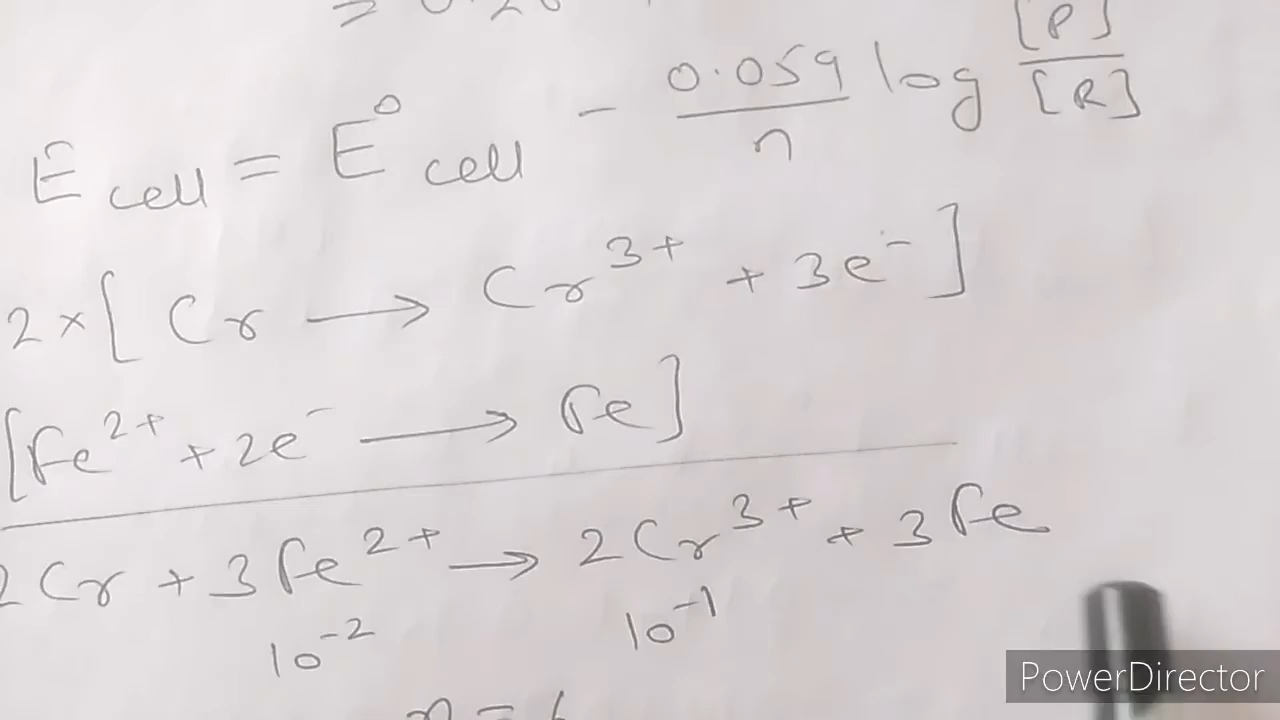 E cell = E° cell - 0.059/n log [P]/[R]
2 × [ Cr → Cr³⁺ + 3e⁻ ]
[Fe²⁺ + 2e⁻ → Fe]
2Cr + 3Fe²⁺ → 2Cr³⁺ + 3Fe
10⁻² 10⁻¹
PowerDirector